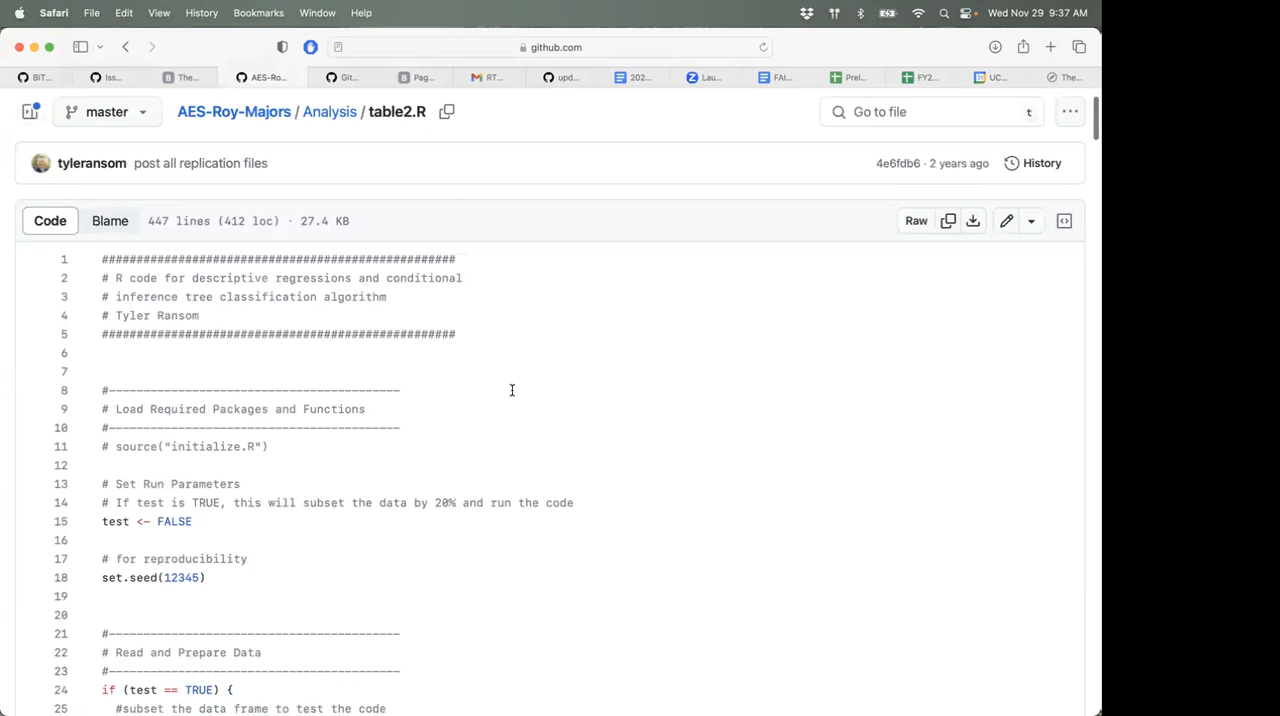 Safari File Edit View History Bookmarks Window Help Wed Nov 29 9:37 AM
github.com
BIT... Iss... The... AES-Ro... Git... Pag... RT... upd... 202... Lau... FAI... Prel... FY2... UC... The...
master AES-Roy-Majors / Analysis / table2.R Go to file t
tyleransom post all replication files 4e6fdb6 · 2 years ago History
Code Blame 447 lines (412 loc) · 27.4 KB Raw
1 ###################################################
2 # R code for descriptive regressions and conditional
3 # inference tree classification algorithm
4 # Tyler Ransom
5 ###################################################
6
7
8 #------------------------------------------
9 # Load Required Packages and Functions
10 #------------------------------------------
11 # source("initialize.R")
12
13 # Set Run Parameters
14 # If test is TRUE, this will subset the data by 20% and run the code
15 test <- FALSE
16
17 # for reproducibility
18 set.seed(12345)
19
20
21 #------------------------------------------
22 # Read and Prepare Data
23 #------------------------------------------
24 if (test == TRUE) {
25 #subset the data frame to test the code